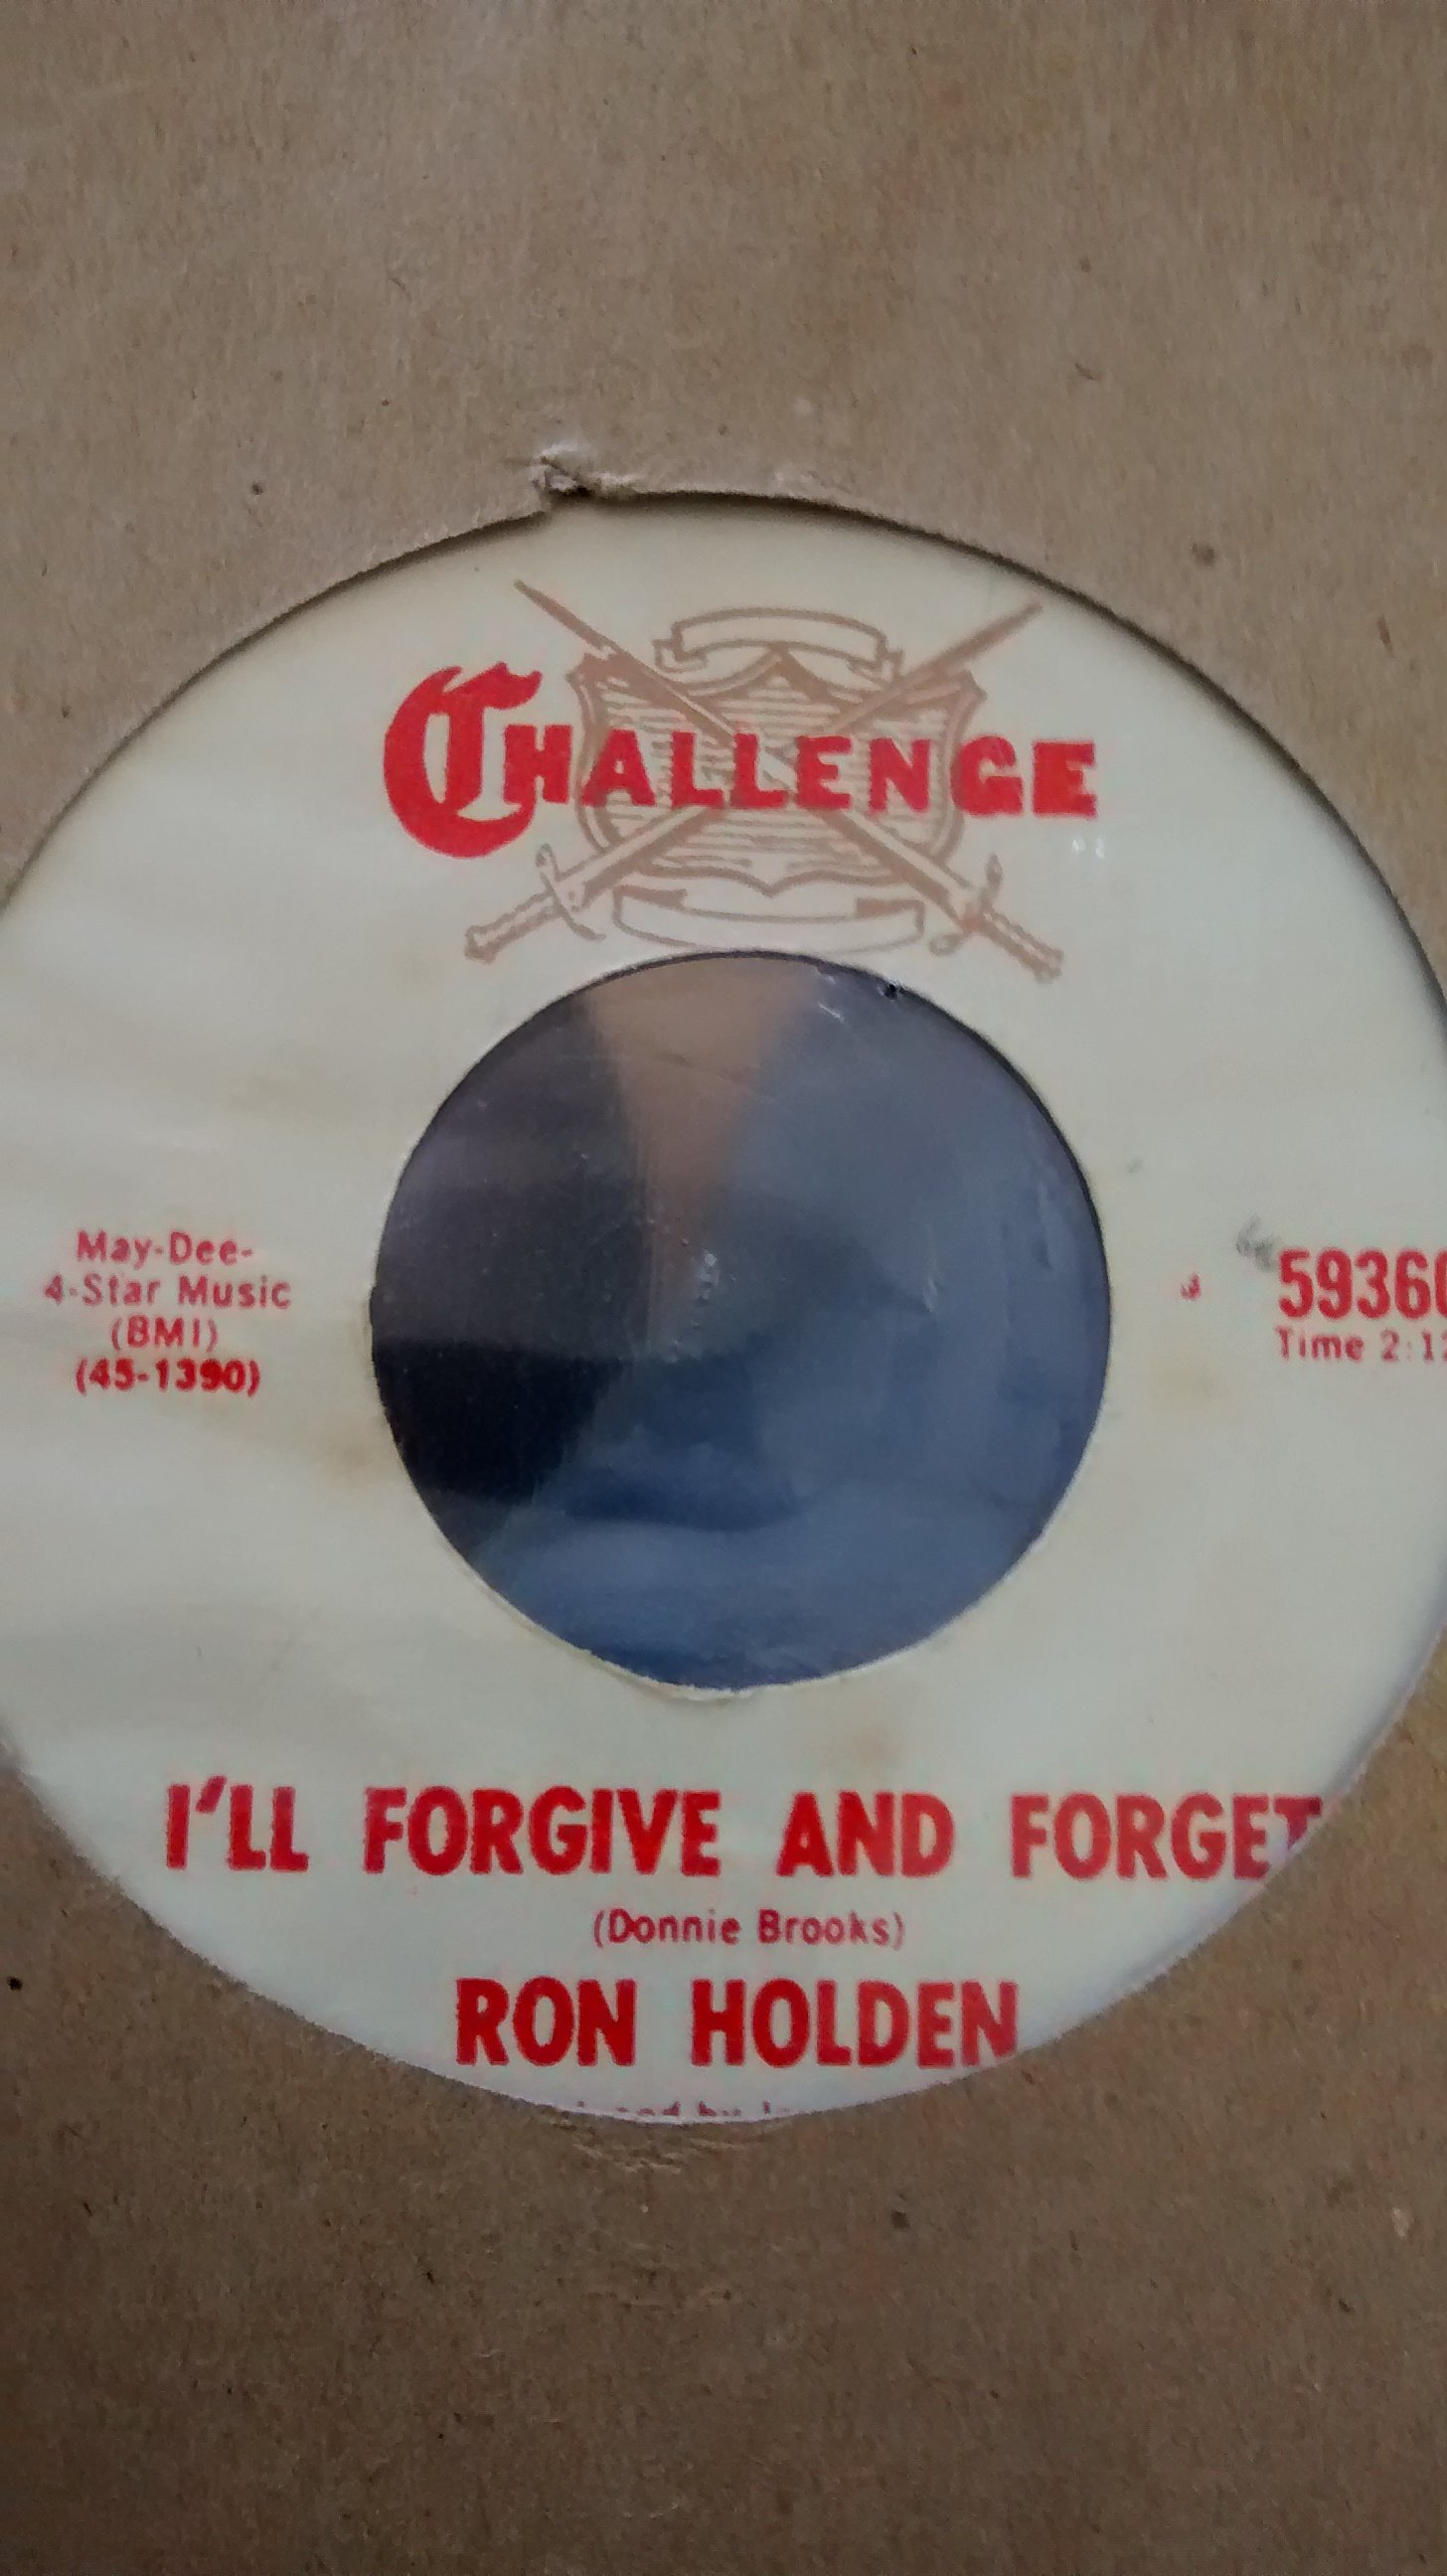 CHALLENGE
May-Dee-
4-Star Music
(BMI)
(45-1390)
5936
Time 2:1
I'LL FORGIVE AND FORGET
(Donnie Brooks)
RON HOLDEN